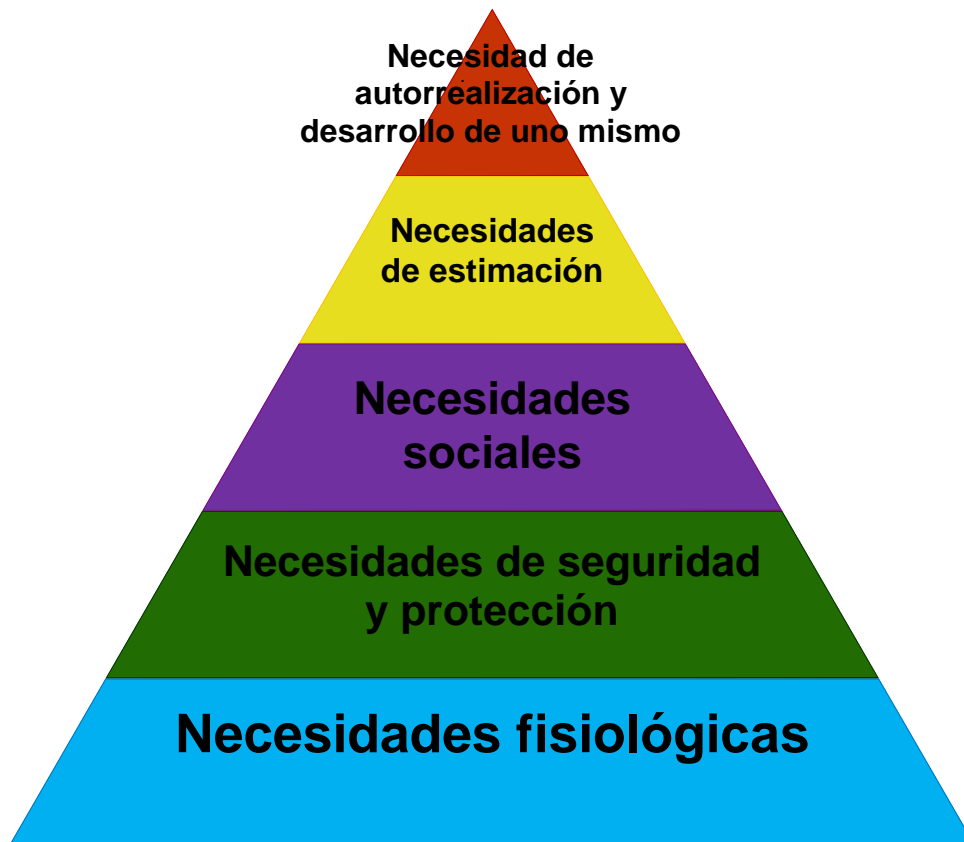 Necesidad de
autorrealización y
desarrollo de uno mismo
Necesidades
de estimación
Necesidades
sociales
Necesidades de seguridad
y protección
Necesidades fisiológicas